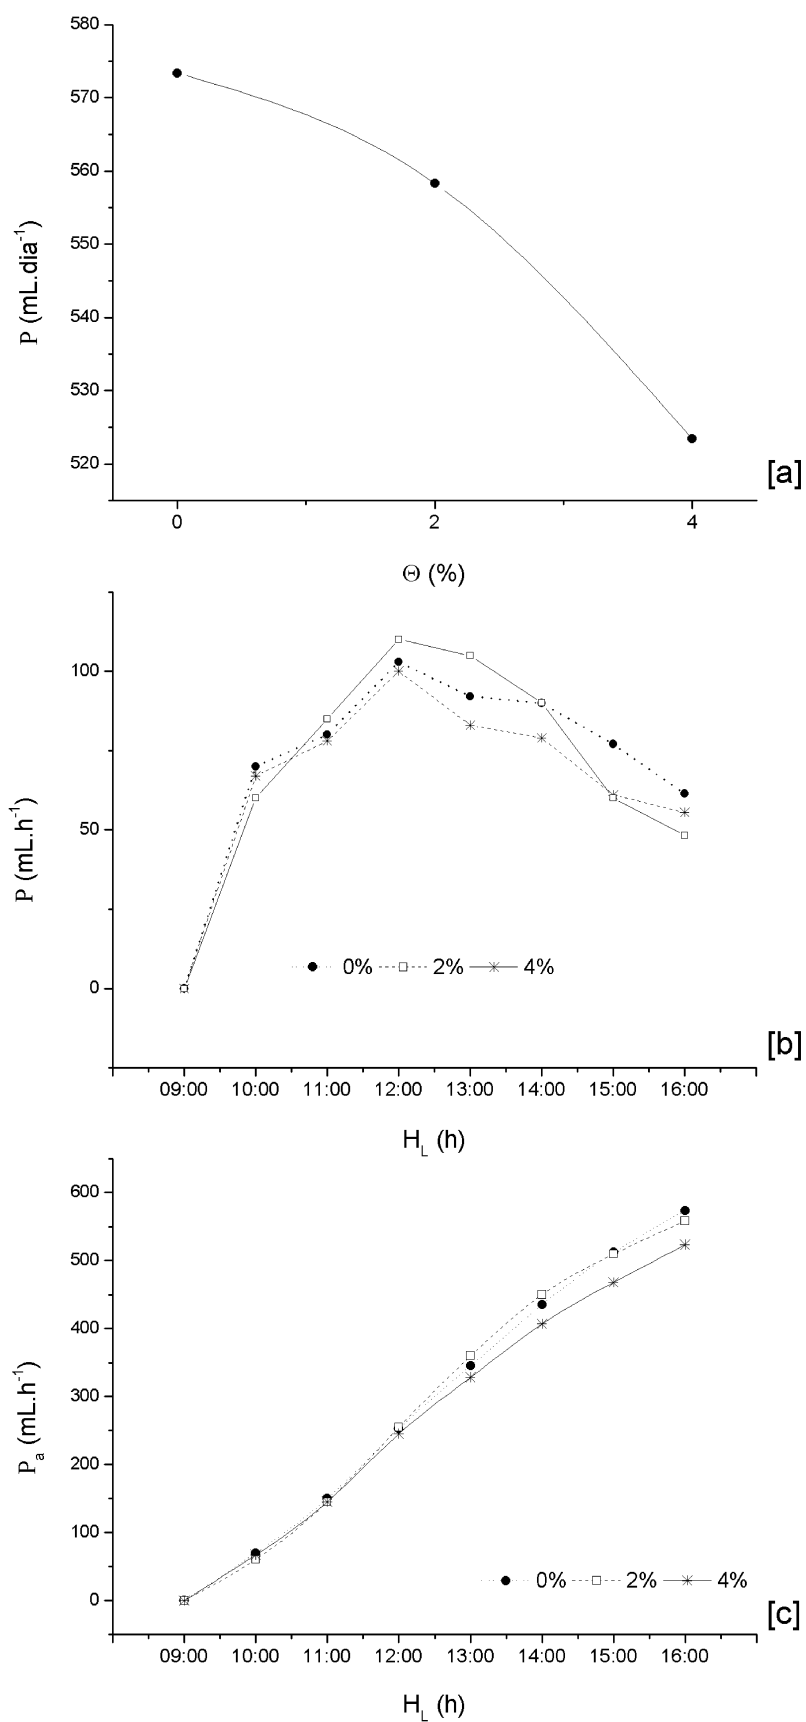 580
570
560
550
540
530
520
P (mL.dia⁻¹)
0 2 4
Θ (%)
[a]
100
50
0
P (mL.h⁻¹)
0% 2% 4%
[b]
09:00 10:00 11:00 12:00 13:00 14:00 15:00 16:00
H_L (h)
600
500
400
300
200
100
0
P_a (mL.h⁻¹)
0% 2% 4%
[c]
09:00 10:00 11:00 12:00 13:00 14:00 15:00 16:00
H_L (h)